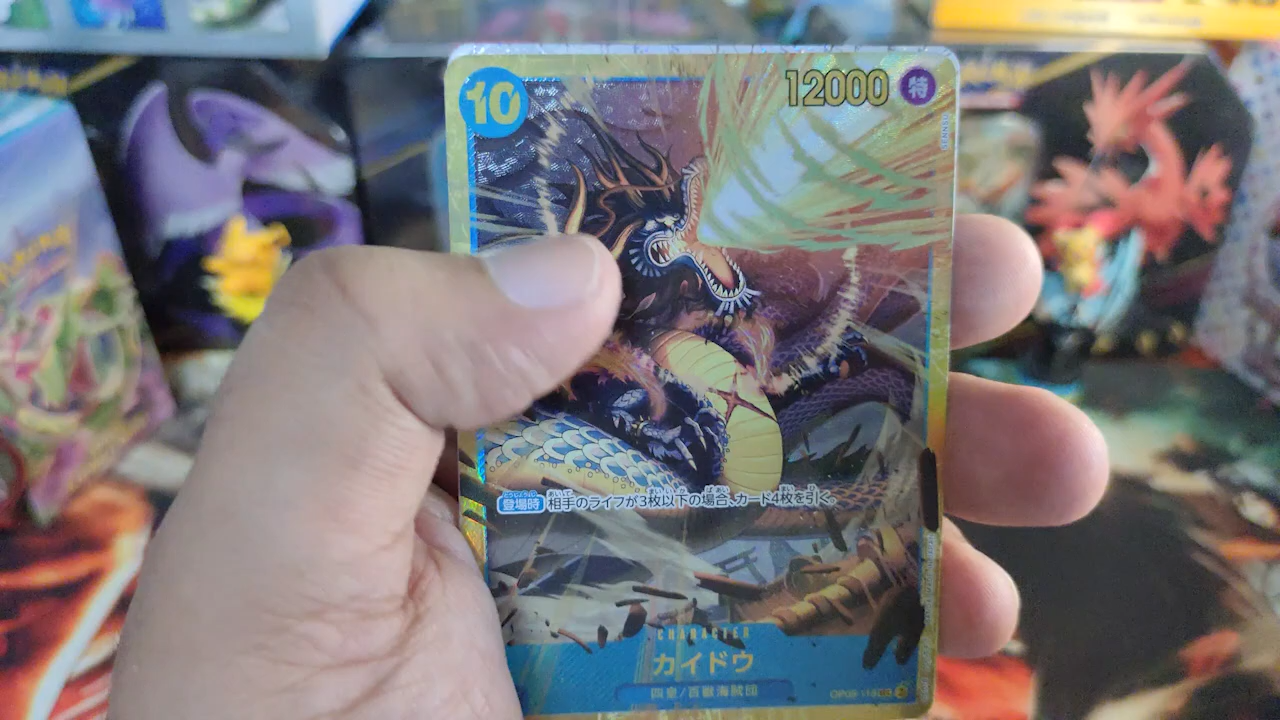 10
12000 特
登場時 相手のライフが3枚以下の場合、カード4枚を引く。
CHARACTER
カイドウ
四皇/百獣海賊団